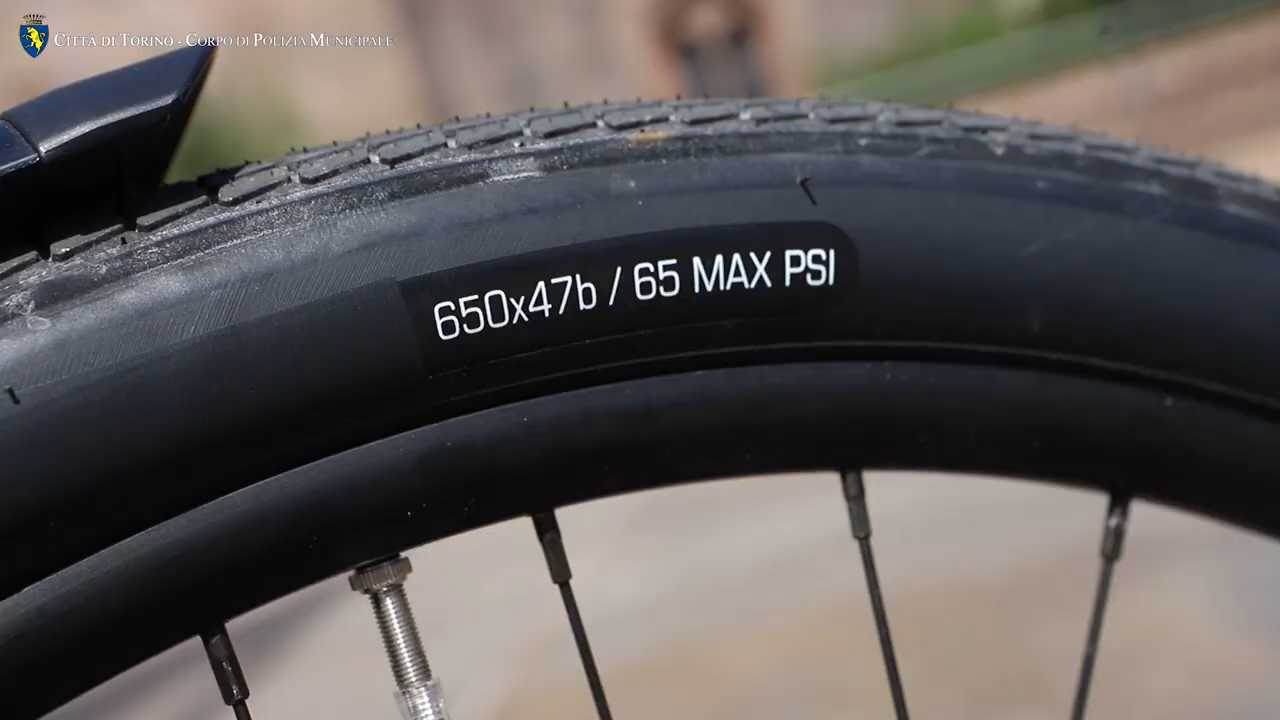 CITTÀ DI TORINO - CORPO DI POLIZIA MUNICIPALE
650x47b / 65 MAX PSI